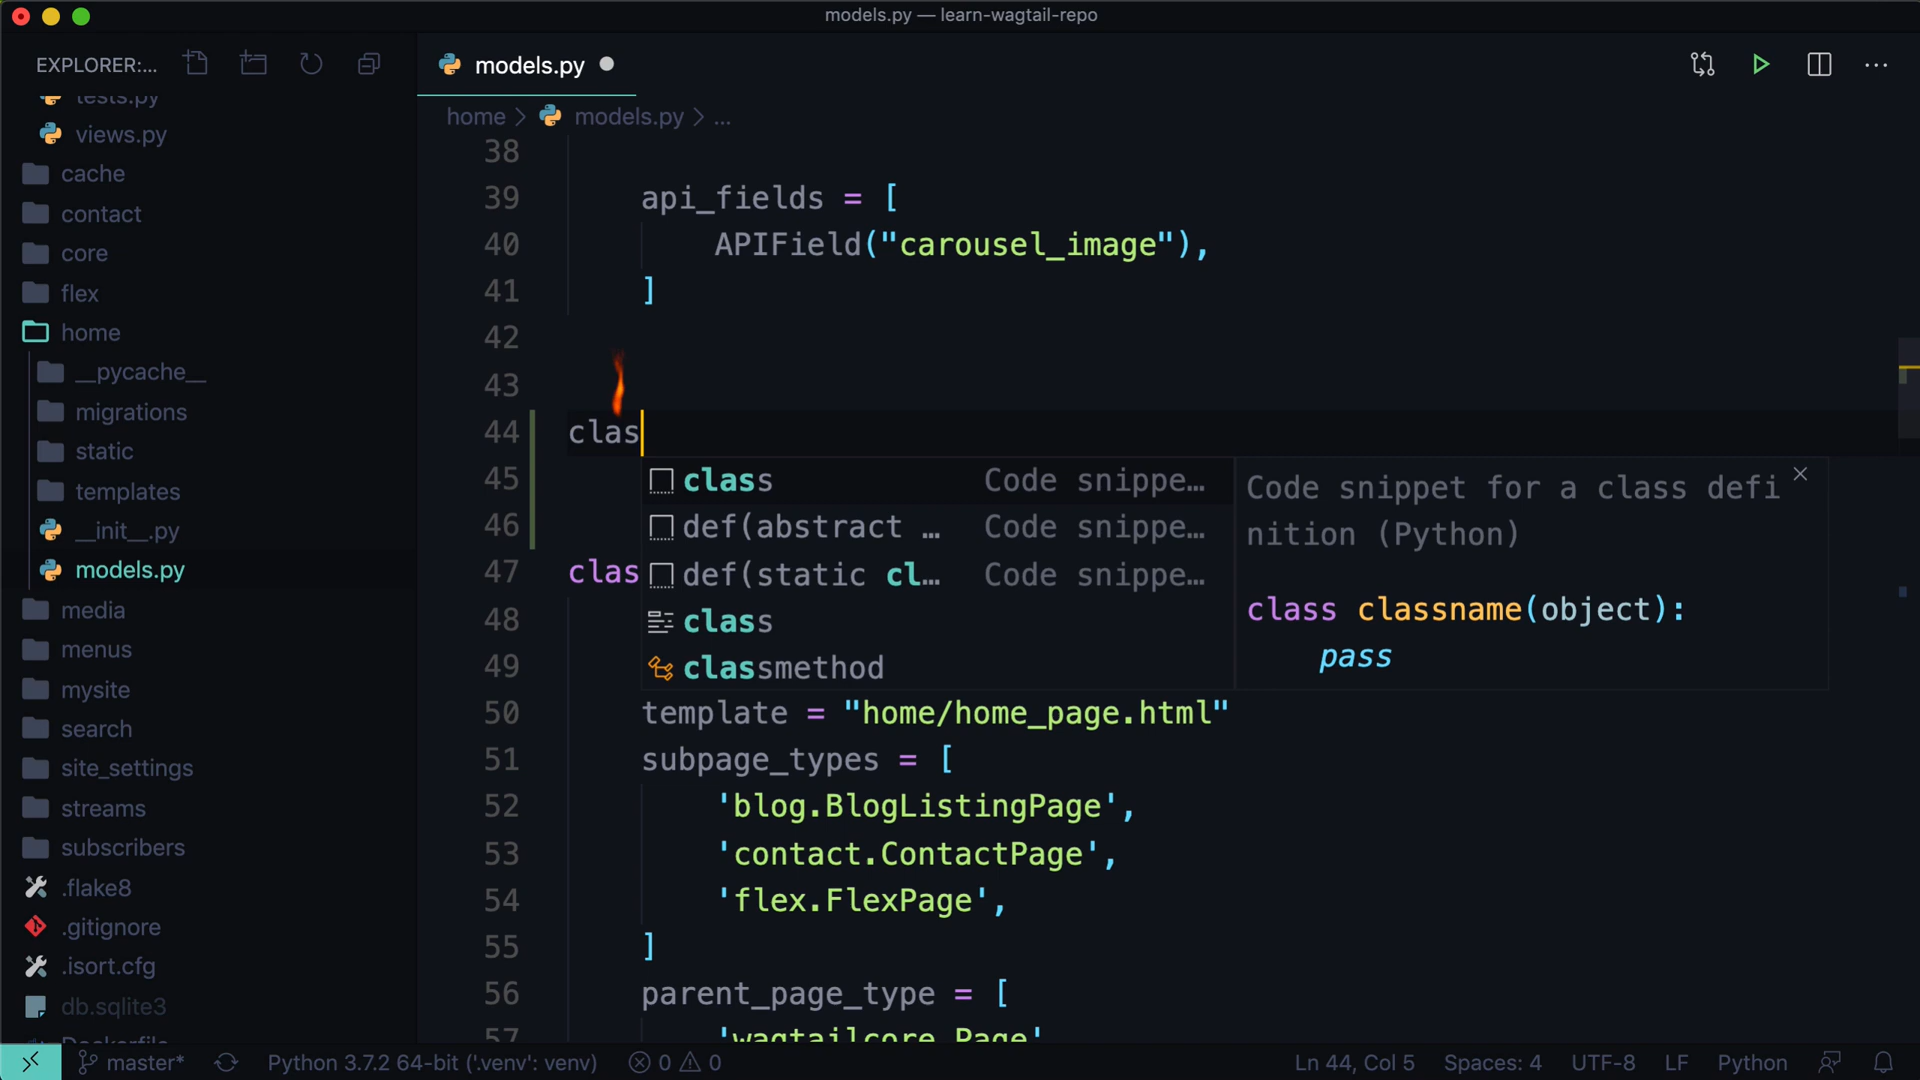 models.py — learn-wagtail-repo
EXPLORER:...
models.py
tests.py
views.py
cache
contact
core
flex
home
__pycache__
migrations
static
templates
__init__.py
models.py
media
menus
mysite
search
site_settings
streams
subscribers
.flake8
.gitignore
.isort.cfg
db.sqlite3
Dockerfile
home > models.py > ...
38
39 api_fields = [
40 APIField("carousel_image"),
41 ]
42
43
44 clas
45
46
47 clas
48
49
50 template = "home/home_page.html"
51 subpage_types = [
52 'blog.BlogListingPage',
53 'contact.ContactPage',
54 'flex.FlexPage',
55 ]
56 parent_page_type = [
57 'wagtailcore.Page'
class Code snippe…
def(abstract … Code snippe…
def(static cl… Code snippe…
class
classmethod
Code snippet for a class defi
nition (Python)
class classname(object):
pass
master* Python 3.7.2 64-bit ('.venv': venv) 0 0 Ln 44, Col 5 Spaces: 4 UTF-8 LF Python